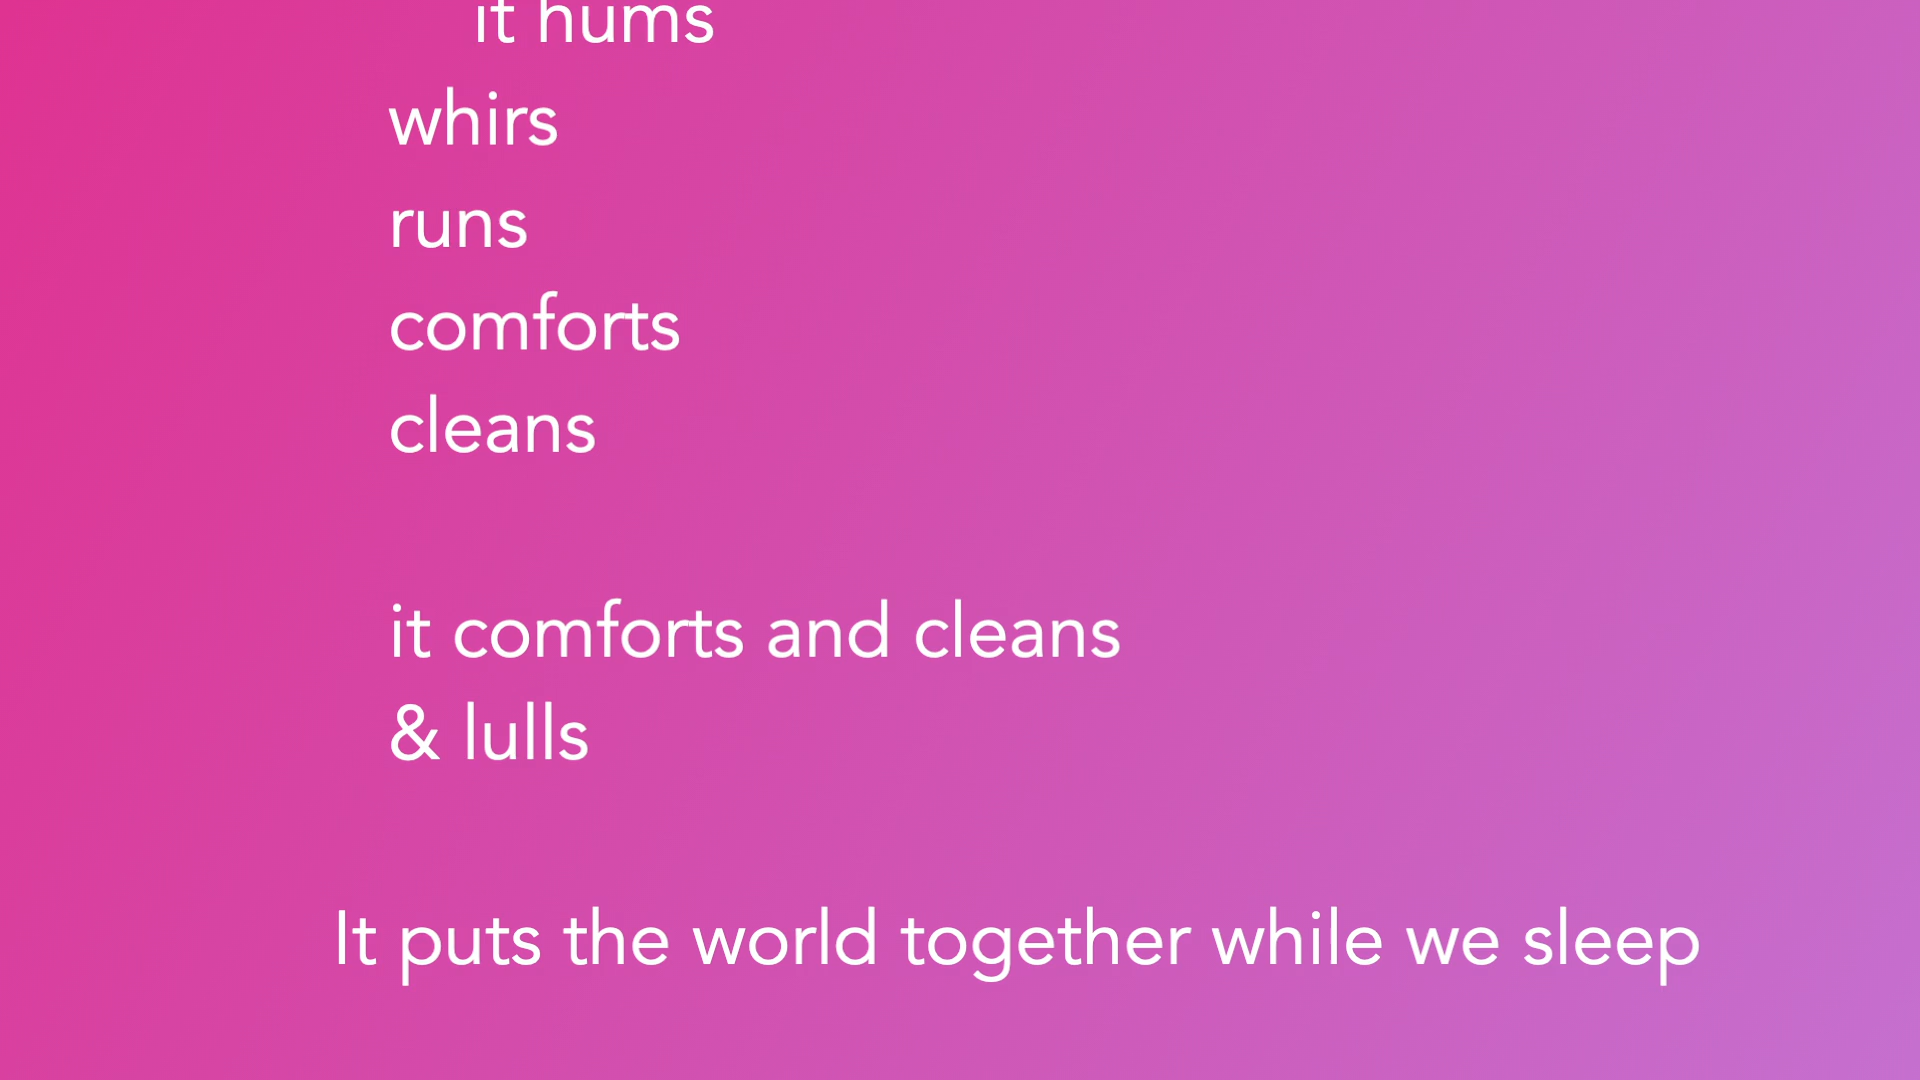 it hums
whirs
runs
comforts
cleans
it comforts and cleans
& lulls
It puts the world together while we sleep